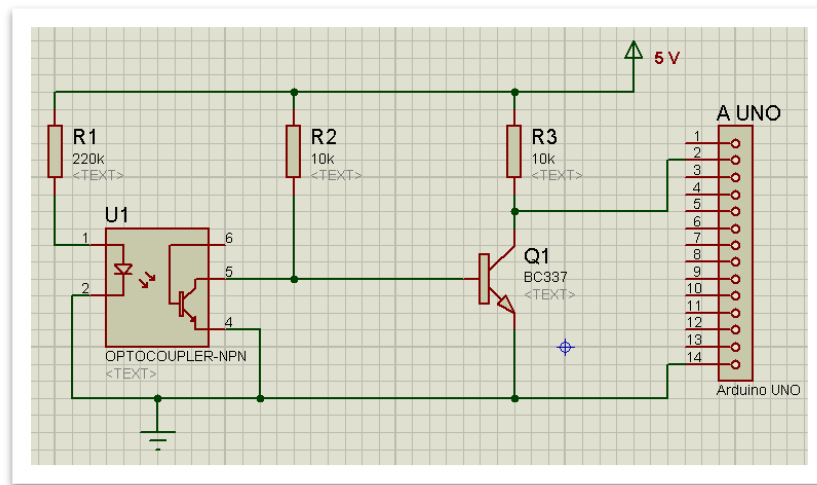 5 V
A UNO
R1
220k
<TEXT>
R2
10k
<TEXT>
R3
10k
<TEXT>
U1
1
2
6
5
4
OPTOCOUPLER-NPN
<TEXT>
Q1
BC337
<TEXT>
1
2
3
4
5
6
7
8
9
10
11
12
13
14
Arduino UNO